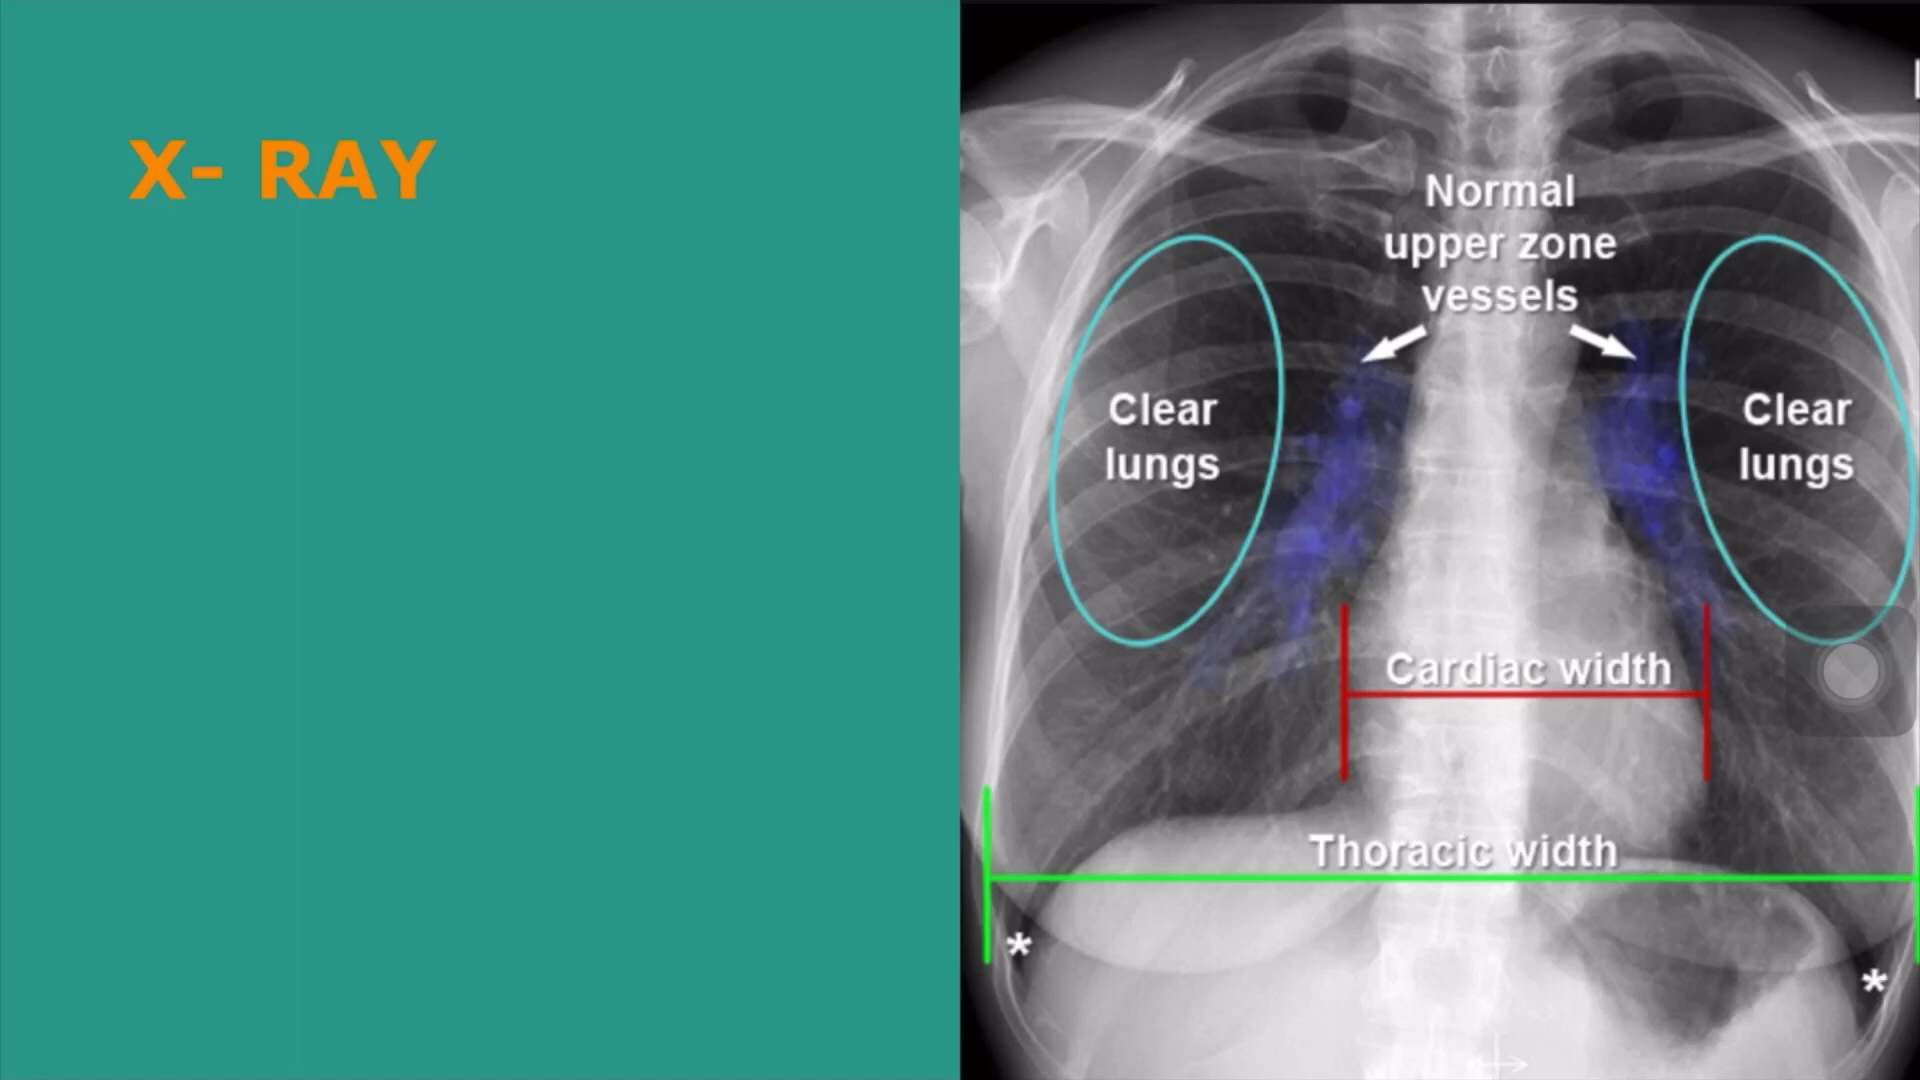 X- RAY
Normal
upper zone
vessels
Clear
lungs
Clear
lungs
Cardiac width
Thoracic width
*
*